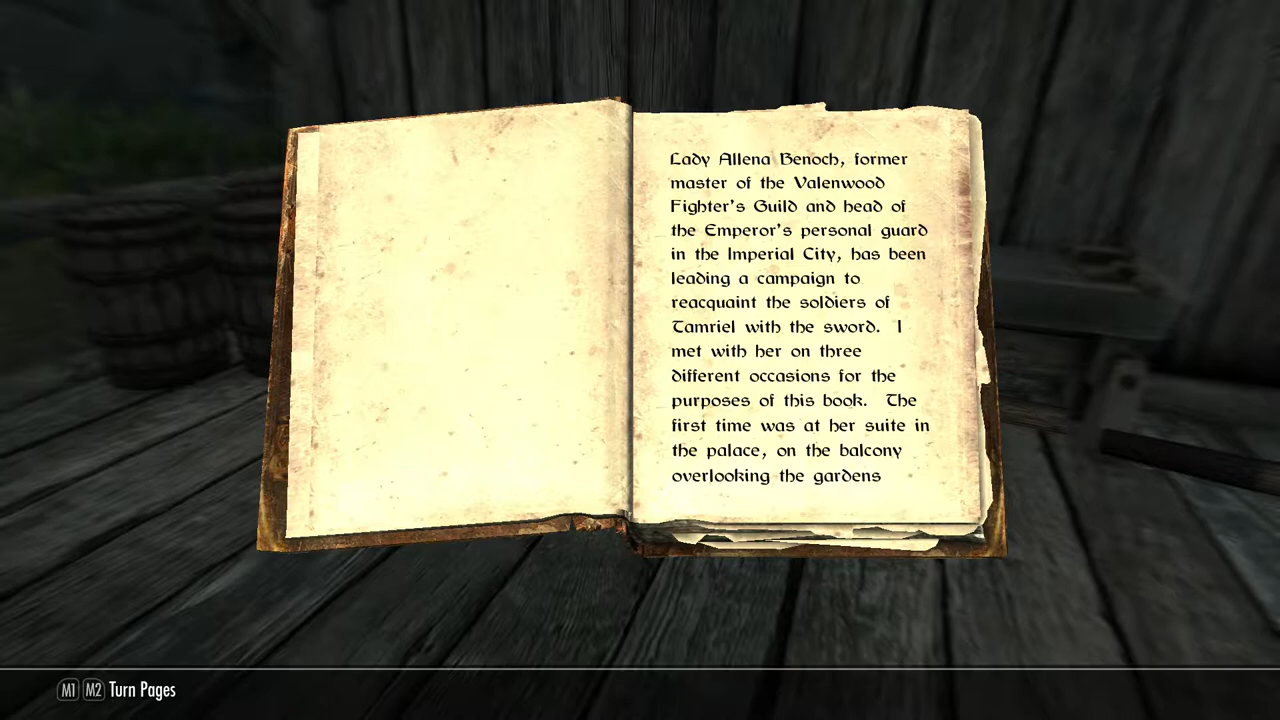 Lady Allena Benoch, former
master of the Valenwood
Fighter's Guild and head of
the Emperor's personal guard
in the Imperial City, has been
leading a campaign to
reacquaint the soldiers of
Tamriel with the sword.  I
met with her on three
different occasions for the
purposes of this book.  The
first time was at her suite in
the palace, on the balcony
overlooking the gardens
M1 M2 Turn Pages